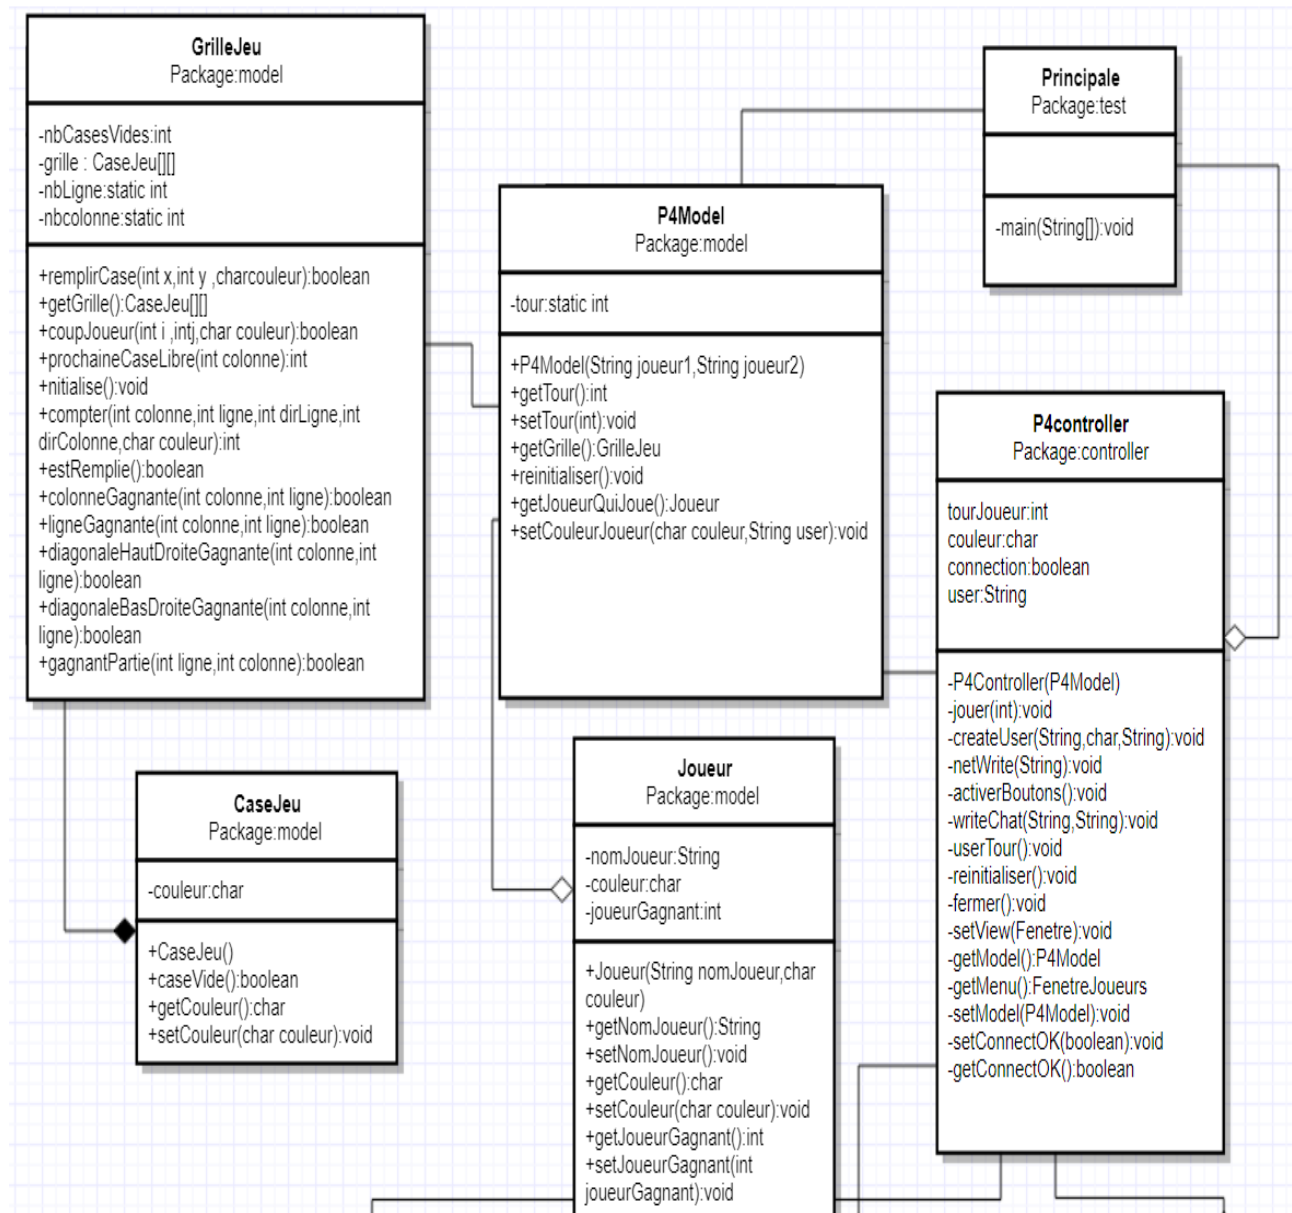 GrilleJeu
Package:model
-nbCasesVides:int
-grille : CaseJeu[][]
-nbLigne:static int
-nbcolonne:static int
+remplirCase(int x,int y ,charcouleur):boolean
+getGrille():CaseJeu[][]
+coupJoueur(int i ,intj,char couleur):boolean
+prochaineCaseLibre(int colonne):int
+nitialise():void
+compter(int colonne,int ligne,int dirLigne,int
dirColonne,char couleur):int
+estRemplie():boolean
+colonneGagnante(int colonne,int ligne):boolean
+ligneGagnante(int colonne,int ligne):boolean
+diagonaleHautDroiteGagnante(int colonne,int
ligne):boolean
+diagonaleBasDroiteGagnante(int colonne,int
ligne):boolean
+gagnantPartie(int ligne,int colonne):boolean
Principale
Package:test
-main(String[]):void
P4Model
Package:model
-tour:static int
+P4Model(String joueur1,String joueur2)
+getTour():int
+setTour(int):void
+getGrille():GrilleJeu
+reinitialiser():void
+getJoueurQuiJoue():Joueur
+setCouleurJoueur(char couleur,String user):void
P4controller
Package:controller
tourJoueur:int
couleur:char
connection:boolean
user:String
-P4Controller(P4Model)
-jouer(int):void
-createUser(String,char,String):void
-netWrite(String):void
-activerBoutons():void
-writeChat(String,String):void
-userTour():void
-reinitialiser():void
-fermer():void
-setView(Fenetre):void
-getModel():P4Model
-getMenu():FenetreJoueurs
-setModel(P4Model):void
-setConnectOK(boolean):void
-getConnectOK():boolean
CaseJeu
Package:model
-couleur:char
+CaseJeu()
+caseVide():boolean
+getCouleur():char
+setCouleur(char couleur):void
Joueur
Package:model
-nomJoueur:String
-couleur:char
-joueurGagnant:int
+Joueur(String nomJoueur,char
couleur)
+getNomJoueur():String
+setNomJoueur():void
+getCouleur():char
+setCouleur(char couleur):void
+getJoueurGagnant():int
+setJoueurGagnant(int
joueurGagnant):void